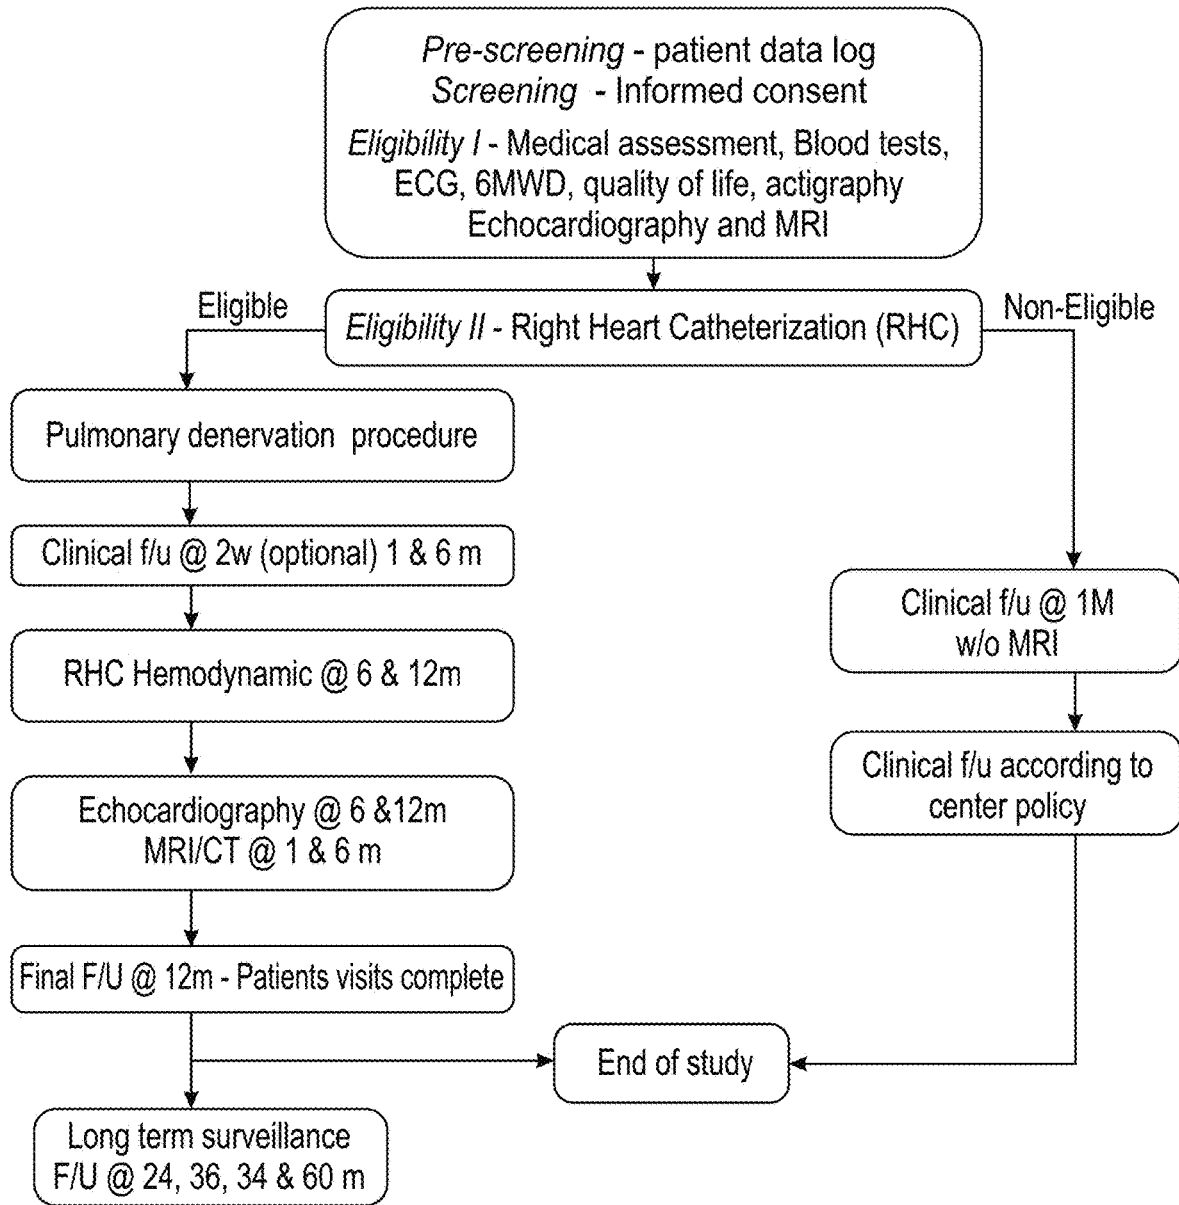 Pre-screening - patient data log
Screening - Informed consent
Eligibility I - Medical assessment, Blood tests,
ECG, 6MWD, quality of life, actigraphy
Echocardiography and MRI
Eligible
Eligibility II - Right Heart Catheterization (RHC)
Non-Eligible
Pulmonary denervation procedure
Clinical f/u @ 2w (optional) 1 & 6 m
RHC Hemodynamic @ 6 & 12m
Echocardiography @ 6 &12m
MRI/CT @ 1 & 6 m
Final F/U @ 12m - Patients visits complete
Clinical f/u @ 1M
w/o MRI
Clinical f/u according to
center policy
End of study
Long term surveillance
F/U @ 24, 36, 34 & 60 m